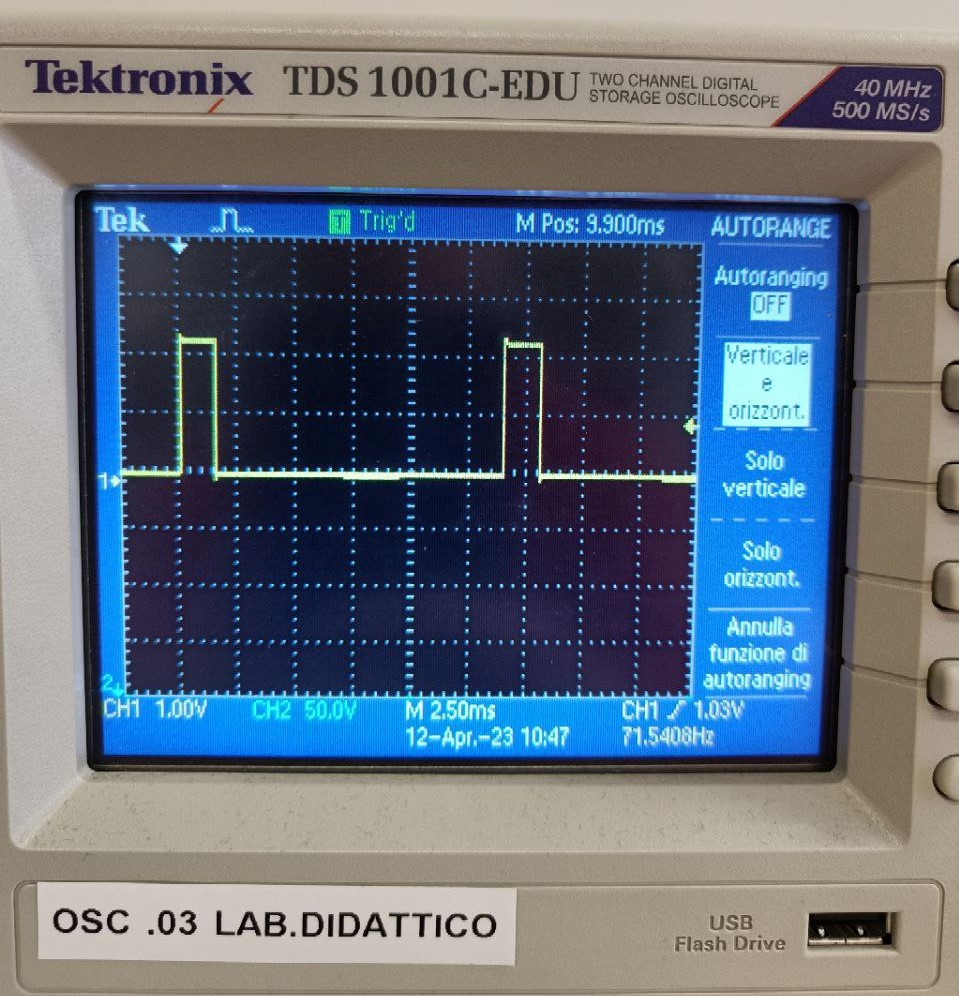 Tektronix TDS 1001C-EDU TWO CHANNEL DIGITAL
STORAGE OSCILLOSCOPE
40 MHz
500 MS/s
Tek Trig'd M Pos: 9.900ms AUTORANGE
Autoranging
OFF
Verticale
e
orizzont.
Solo
verticale
Solo
orizzont.
Annulla
funzione di
autoranging
1
2
CH1 1.00V CH2 50.0V M 2.50ms CH1 1.03V
12-Apr.-23 10:47 71.5408Hz
OSC .03 LAB.DIDATTICO
USB
Flash Drive